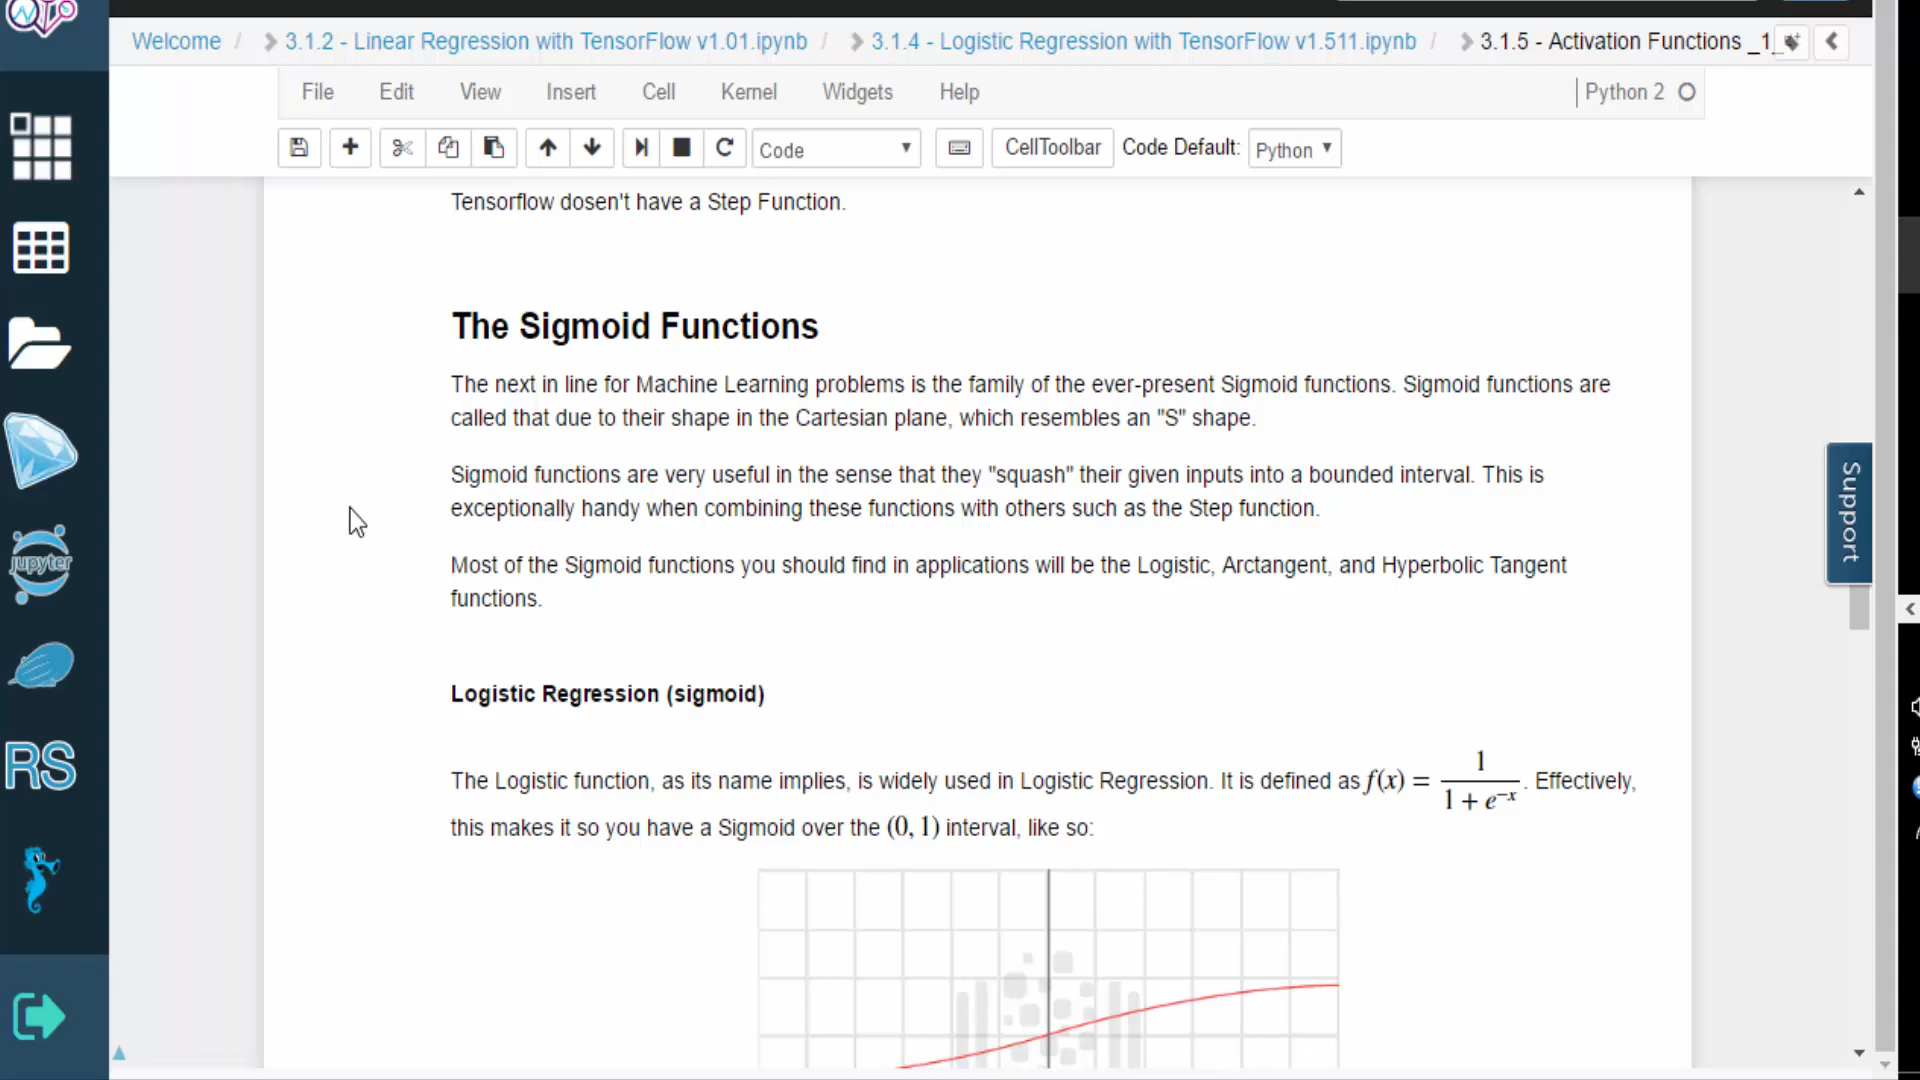 Welcome / 3.1.2 - Linear Regression with TensorFlow v1.01.ipynb / 3.1.4 - Logistic Regression with TensorFlow v1.511.ipynb / 3.1.5 - Activation Functions _1_
File Edit View Insert Cell Kernel Widgets Help Python 2
Code CellToolbar Code Default: Python
Tensorflow dosen't have a Step Function.
The Sigmoid Functions
The next in line for Machine Learning problems is the family of the ever-present Sigmoid functions. Sigmoid functions are
called that due to their shape in the Cartesian plane, which resembles an "S" shape.
Sigmoid functions are very useful in the sense that they "squash" their given inputs into a bounded interval. This is
exceptionally handy when combining these functions with others such as the Step function.
Most of the Sigmoid functions you should find in applications will be the Logistic, Arctangent, and Hyperbolic Tangent
functions.
Logistic Regression (sigmoid)
The Logistic function, as its name implies, is widely used in Logistic Regression. It is defined as f(x) = 1 / (1 + e^−x). Effectively,
this makes it so you have a Sigmoid over the (0, 1) interval, like so:
Support
jupyter
RS